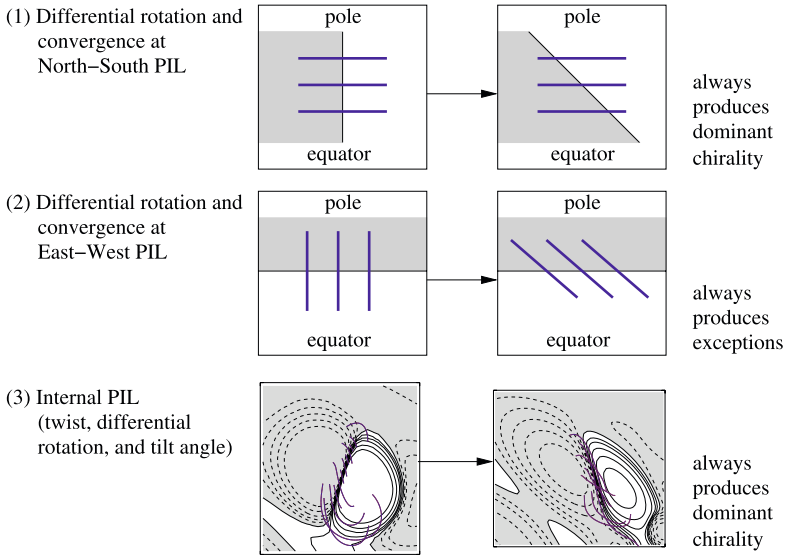 (1) Differential rotation and
convergence at
North−South PIL
pole
equator
pole
equator
always
produces
dominant
chirality
(2) Differential rotation and
convergence at
East−West PIL
pole
equator
pole
equator
always
produces
exceptions
(3) Internal PIL
(twist, differential
rotation, and tilt angle)
always
produces
dominant
chirality